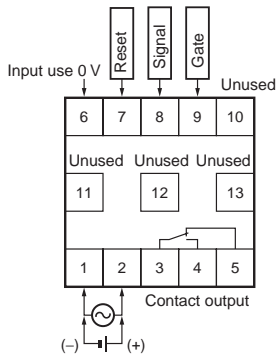 Reset
Signal
Gate
Input use 0 V
Unused
6 7 8 9 10
Unused Unused Unused
11 12 13
1 2 3 4 5
Contact output
(−) (+)